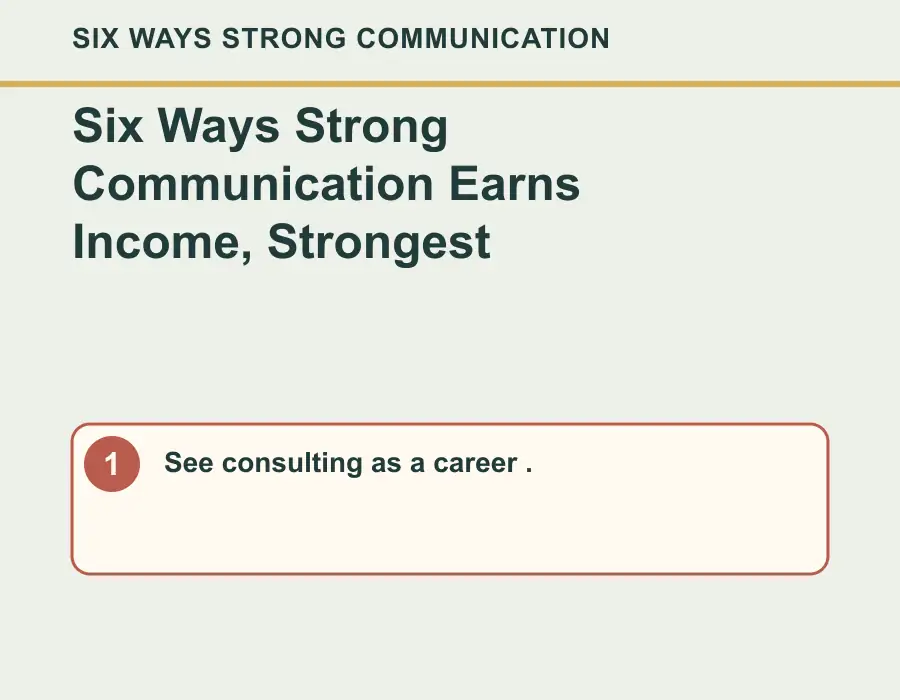 SIX WAYS STRONG COMMUNICATION
Six Ways Strong
Communication Earns
Income, Strongest
1
See consulting as a career .